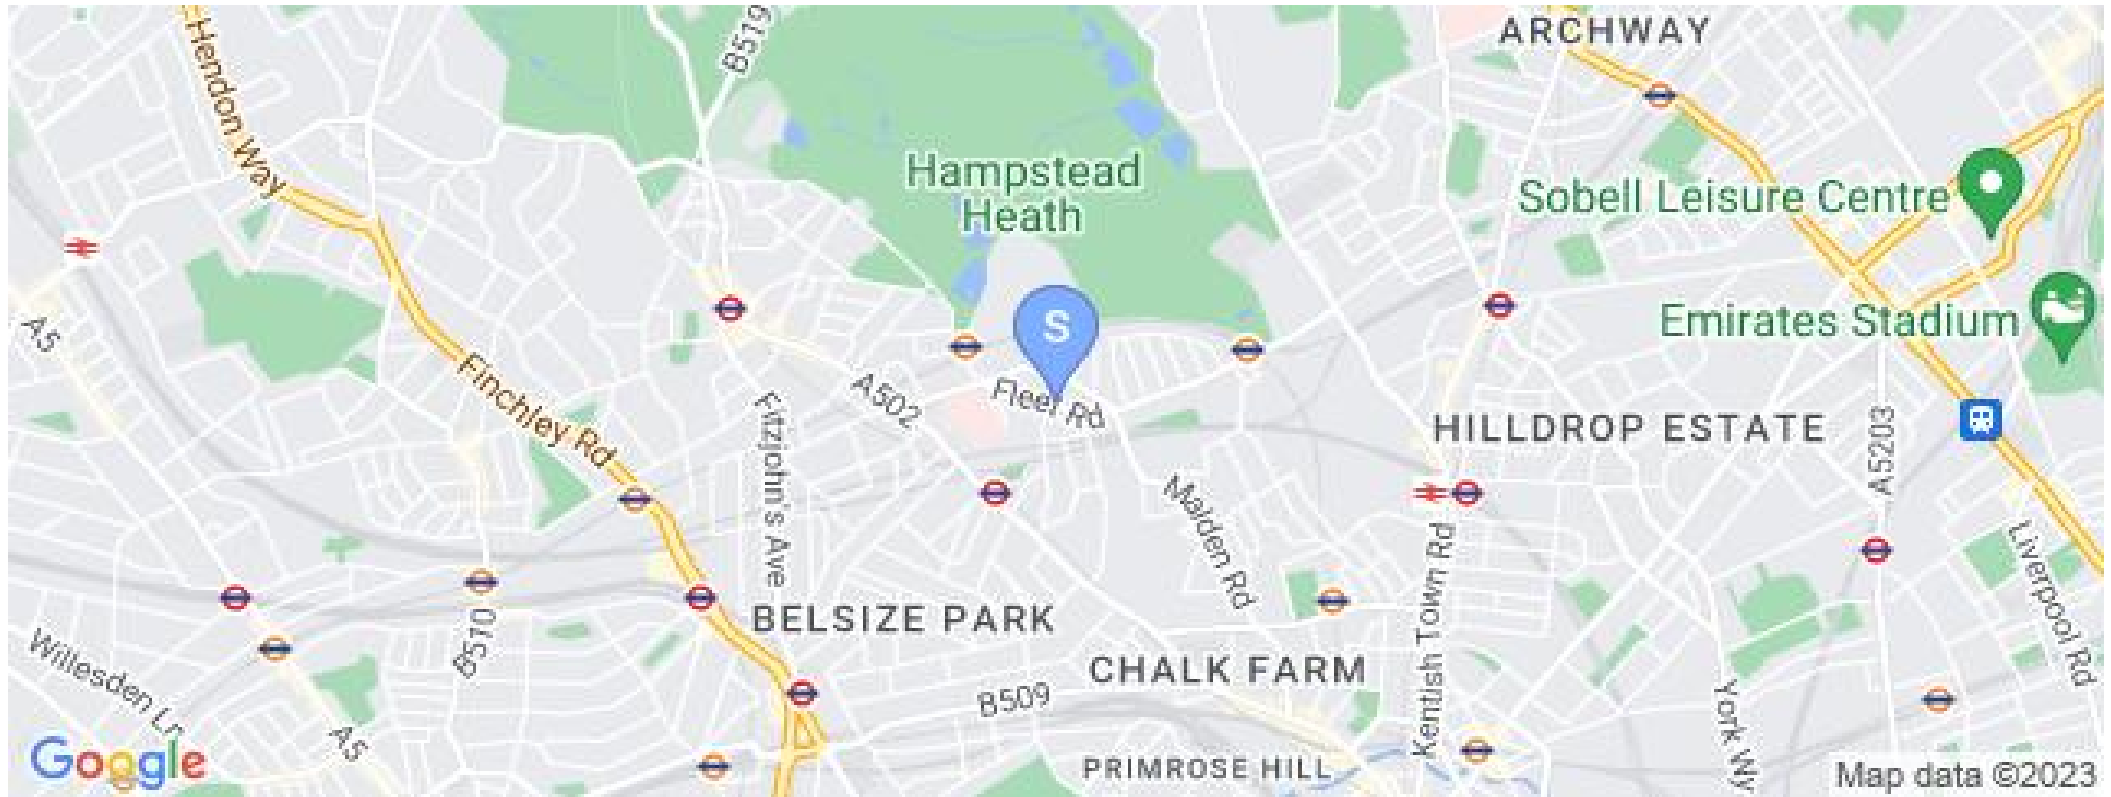 Hendon Way
B519
ARCHWAY
Hampstead
Heath
Sobell Leisure Centre
Emirates Stadium
A5
S
Finchley Rd
Fitzjohn's Ave
A502
Fleet Rd
HILLDROP ESTATE
A5203
Malden Rd
Kentish Town Rd
Liverpool Rd
B510
BELSIZE PARK
CHALK FARM
Willesden Ln
A5
B509
York Wy
PRIMROSE HILL
Google
Map data ©2023